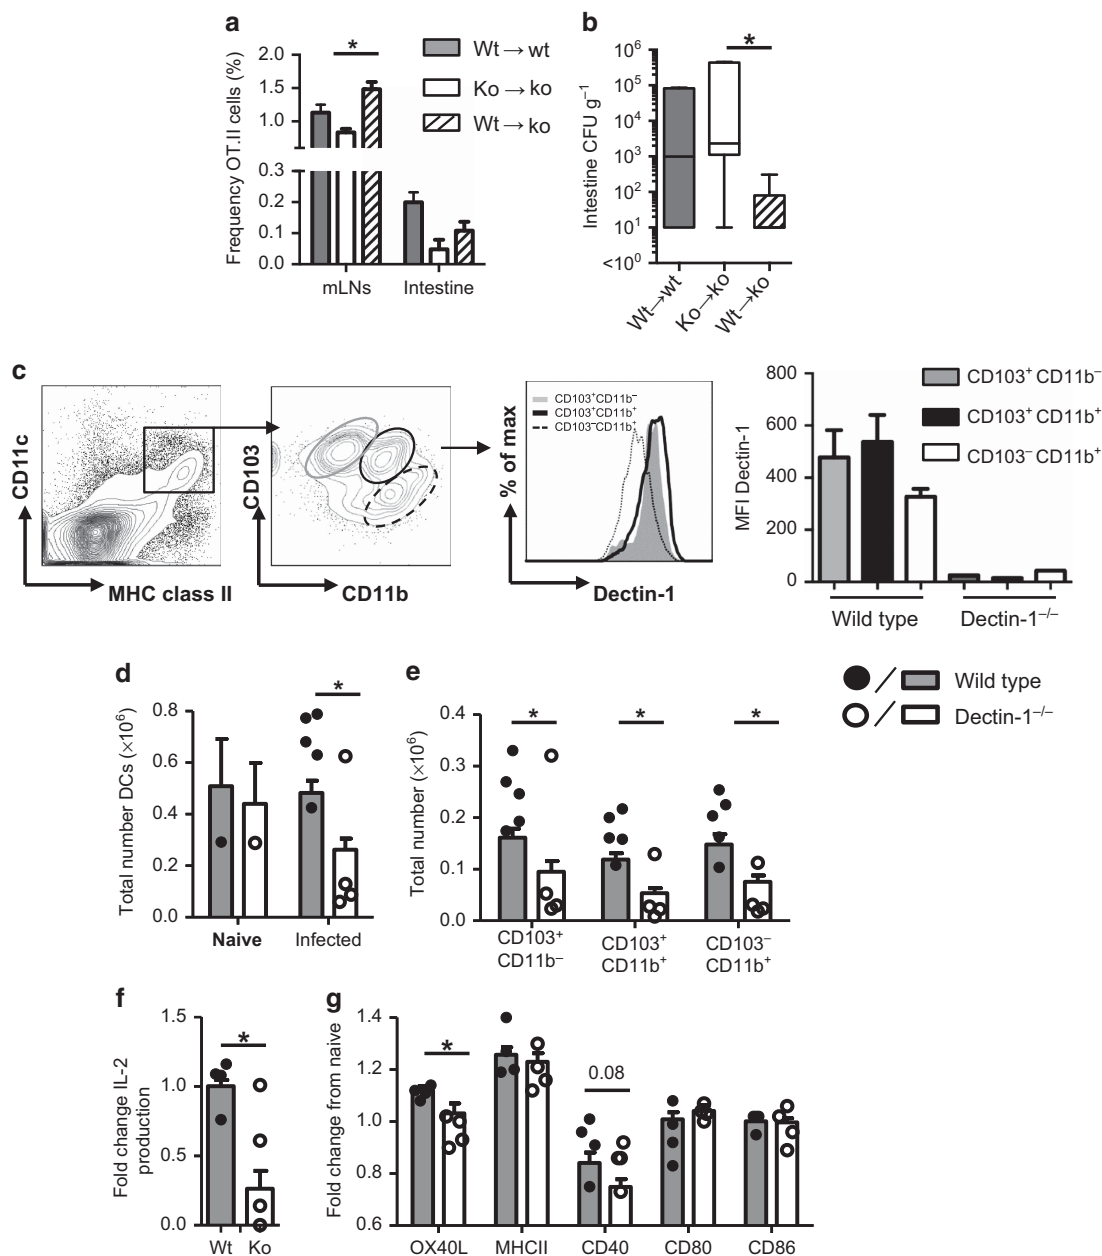 a
*
Wt→wt
Ko→ko
Wt→ko
Frequency OT.II cells (%)
2.0
1.5
1.0
0.3
0.2
0.1
0.0
mLNs Intestine
b
*
Intestine CFU g⁻¹
10⁶
10⁵
10⁴
10³
10²
10¹
<10⁰
Wt→wt
Ko→ko
Wt→ko
c
CD11c
MHC class II
CD103
CD11b
% of max
CD103⁺CD11b⁻
CD103⁺CD11b⁺
CD103⁻CD11b⁺
Dectin-1
MFI Dectin-1
800
600
400
200
0
CD103⁺ CD11b⁻
CD103⁺ CD11b⁺
CD103⁻ CD11b⁺
Wild type Dectin-1⁻/⁻
/ Wild type
/ Dectin-1⁻/⁻
d
*
Total number DCs (×10⁶)
0.8
0.6
0.4
0.2
0.0
Naive Infected
e
* * *
Total number (×10⁶)
0.4
0.3
0.2
0.1
0.0
CD103⁺
CD11b⁻
CD103⁺
CD11b⁺
CD103⁻
CD11b⁺
f
*
Fold change IL-2
production
1.5
1.0
0.5
0.0
Wt Ko
g
*
0.08
Fold change from naive
1.4
1.2
1.0
0.8
0.6
OX40L MHCII CD40 CD80 CD86